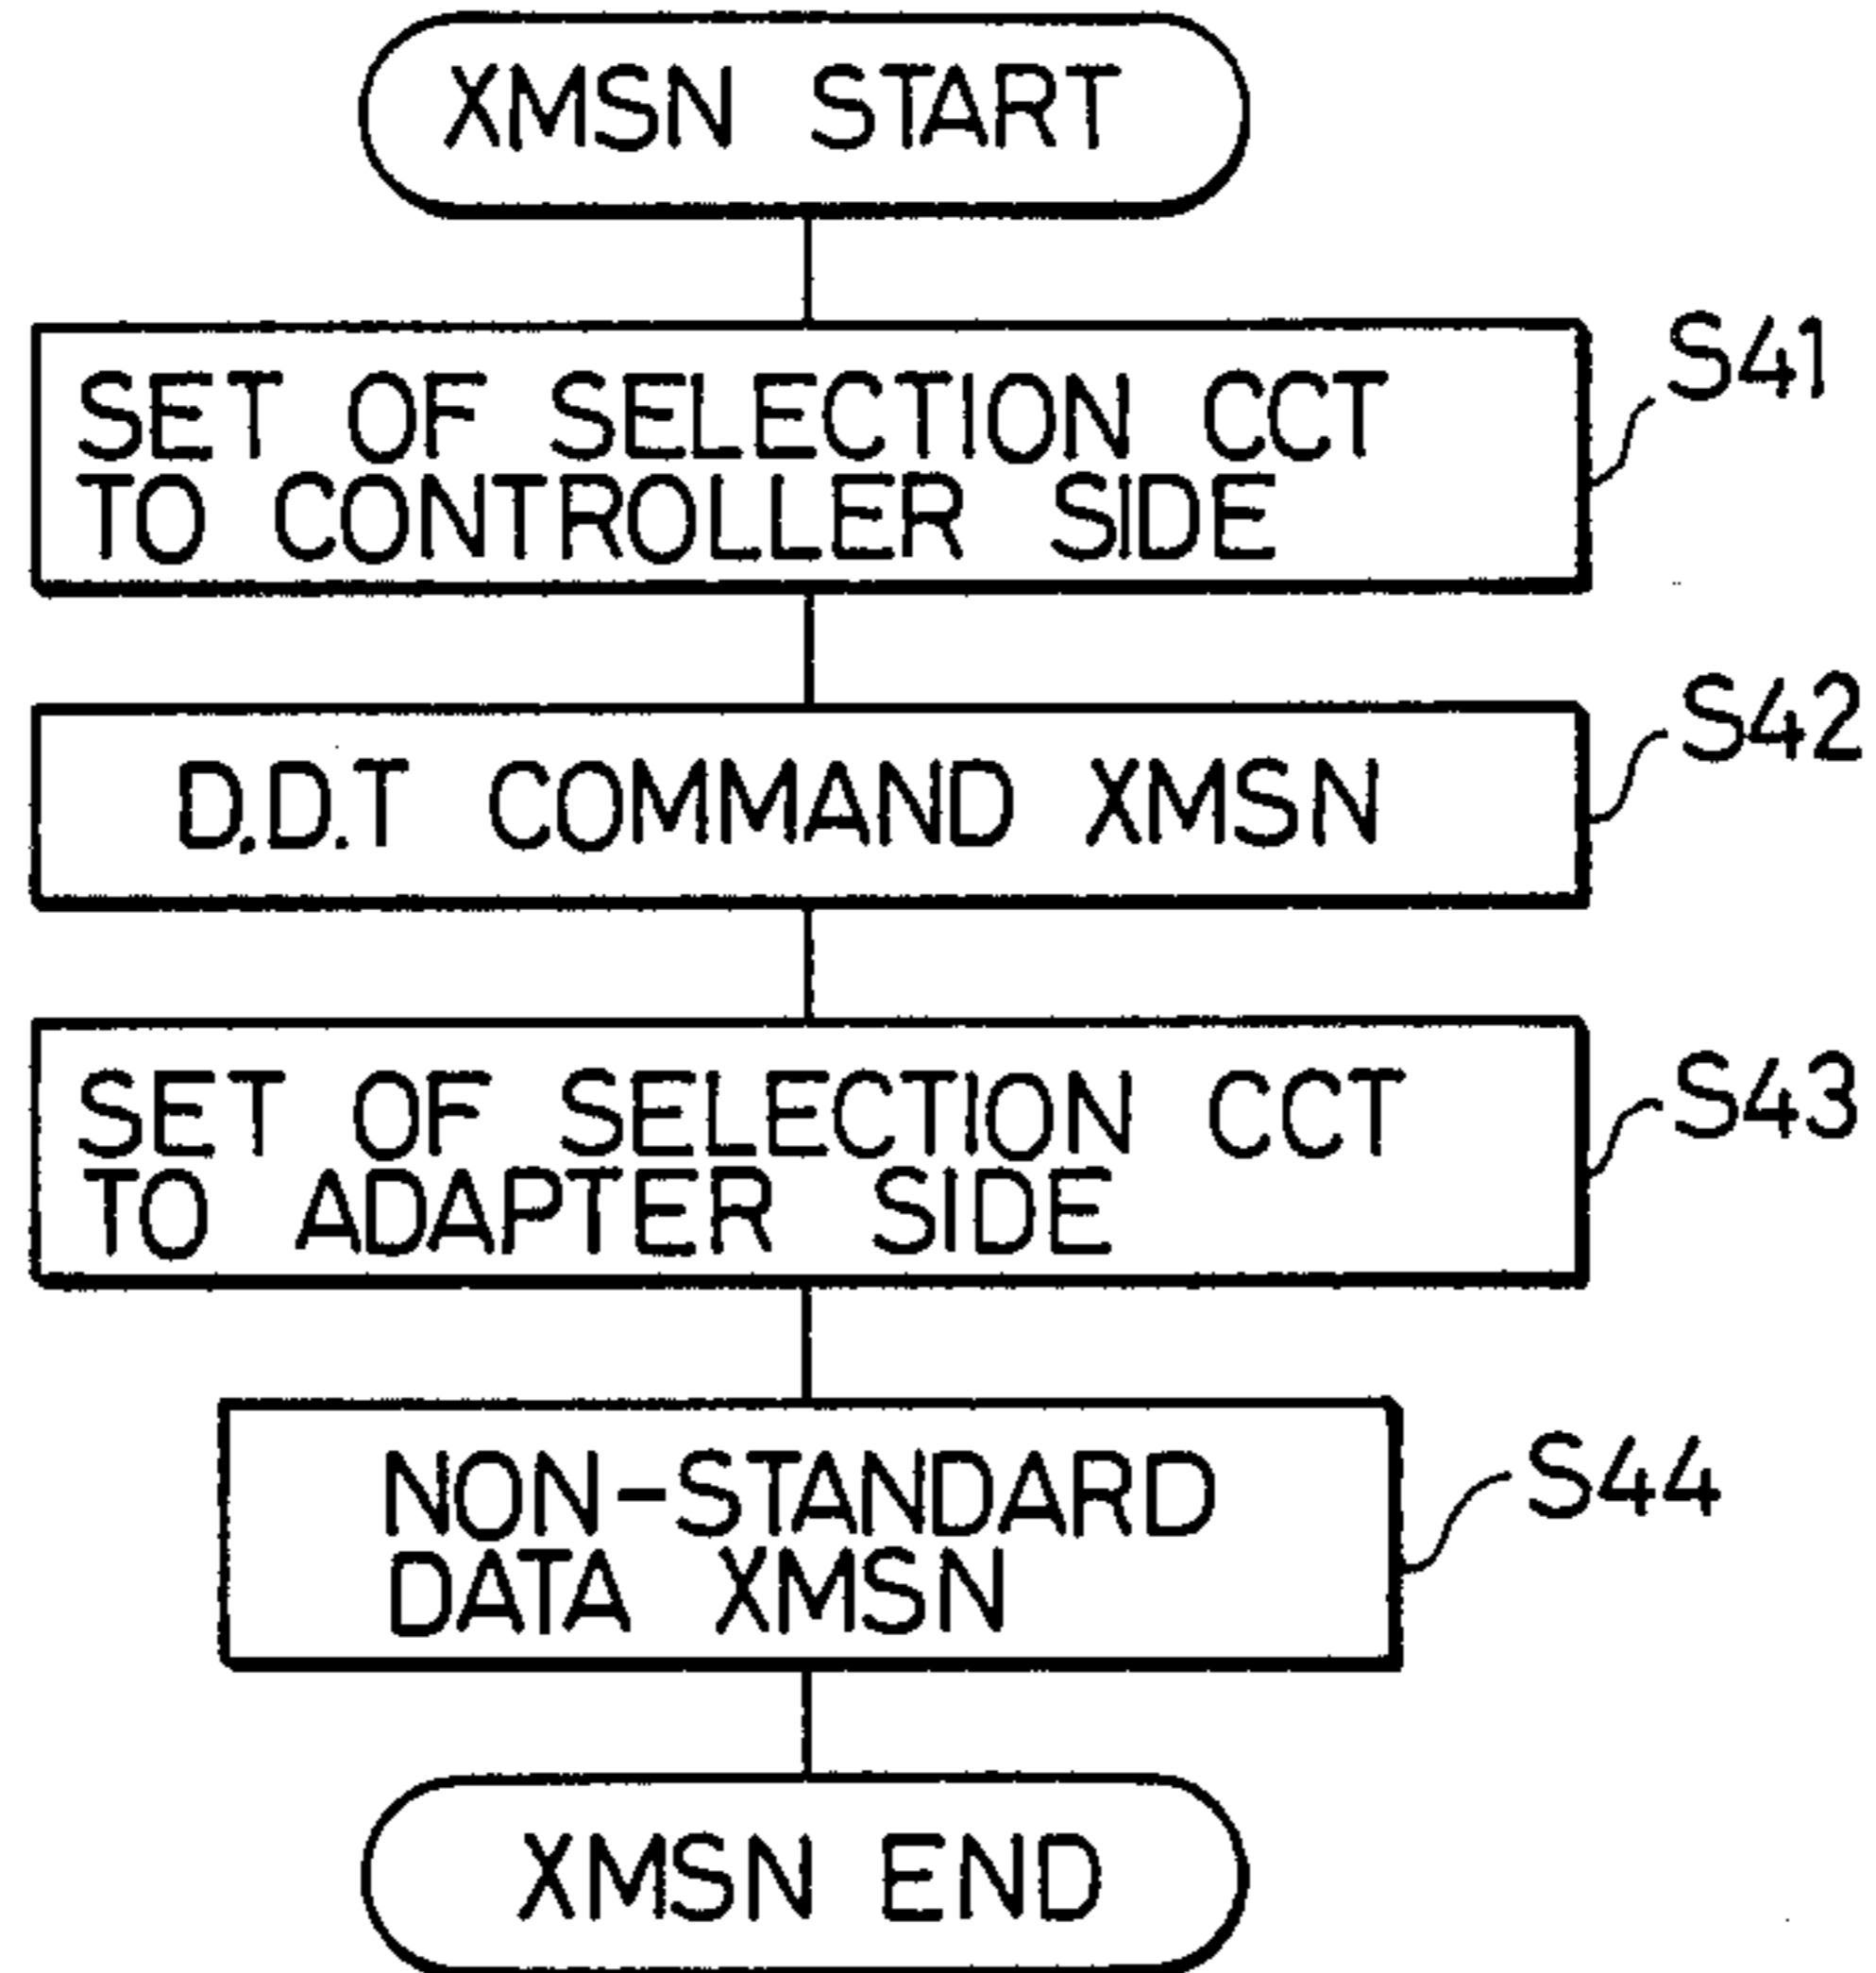 XMSN START
SET OF SELECTION CCT
TO CONTROLLER SIDE
S41
D.D.T COMMAND XMSN
S42
SET OF SELECTION CCT
TO ADAPTER SIDE
S43
NON-STANDARD
DATA XMSN
S44
XMSN END